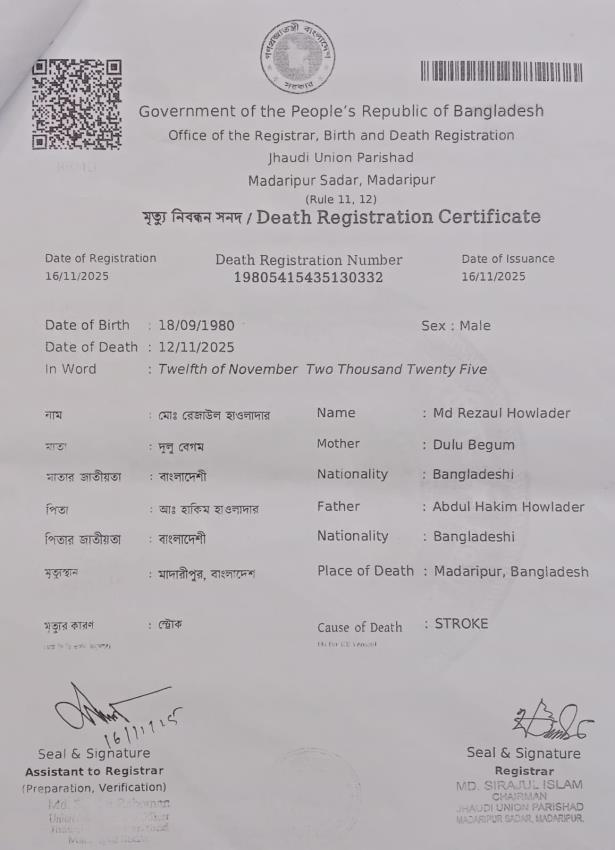 গণপ্রজাতন্ত্রী বাংলাদেশ
সরকার
Government of the People's Republic of Bangladesh
Office of the Registrar, Birth and Death Registration
Jhaudi Union Parishad
Madaripur Sadar, Madaripur
(Rule 11, 12)
মৃত্যু নিবন্ধন সনদ / Death Registration Certificate
Date of Registration Death Registration Number Date of Issuance
16/11/2025 19805415435130332 16/11/2025
Date of Birth : 18/09/1980 Sex : Male
Date of Death : 12/11/2025
In Word : Twelfth of November Two Thousand Twenty Five
নাম : মোঃ রেজাউল হাওলাদার Name : Md Rezaul Howlader
মাতা : দুলু বেগম Mother : Dulu Begum
মাতার জাতীয়তা : বাংলাদেশী Nationality : Bangladeshi
পিতা : আঃ হাকিম হাওলাদার Father : Abdul Hakim Howlader
পিতার জাতীয়তা : বাংলাদেশী Nationality : Bangladeshi
মৃত্যুস্থান : মাদারীপুর, বাংলাদেশ Place of Death : Madaripur, Bangladesh
মৃত্যুর কারণ : স্ট্রোক Cause of Death : STROKE
16/11/25
Seal & Signature Seal & Signature
Assistant to Registrar Registrar
(Preparation, Verification) MD. SIRAJUL ISLAM
CHAIRMAN
Md. Rahaman JHAUDI UNION PARISHAD
MADARIPUR SADAR, MADARIPUR.